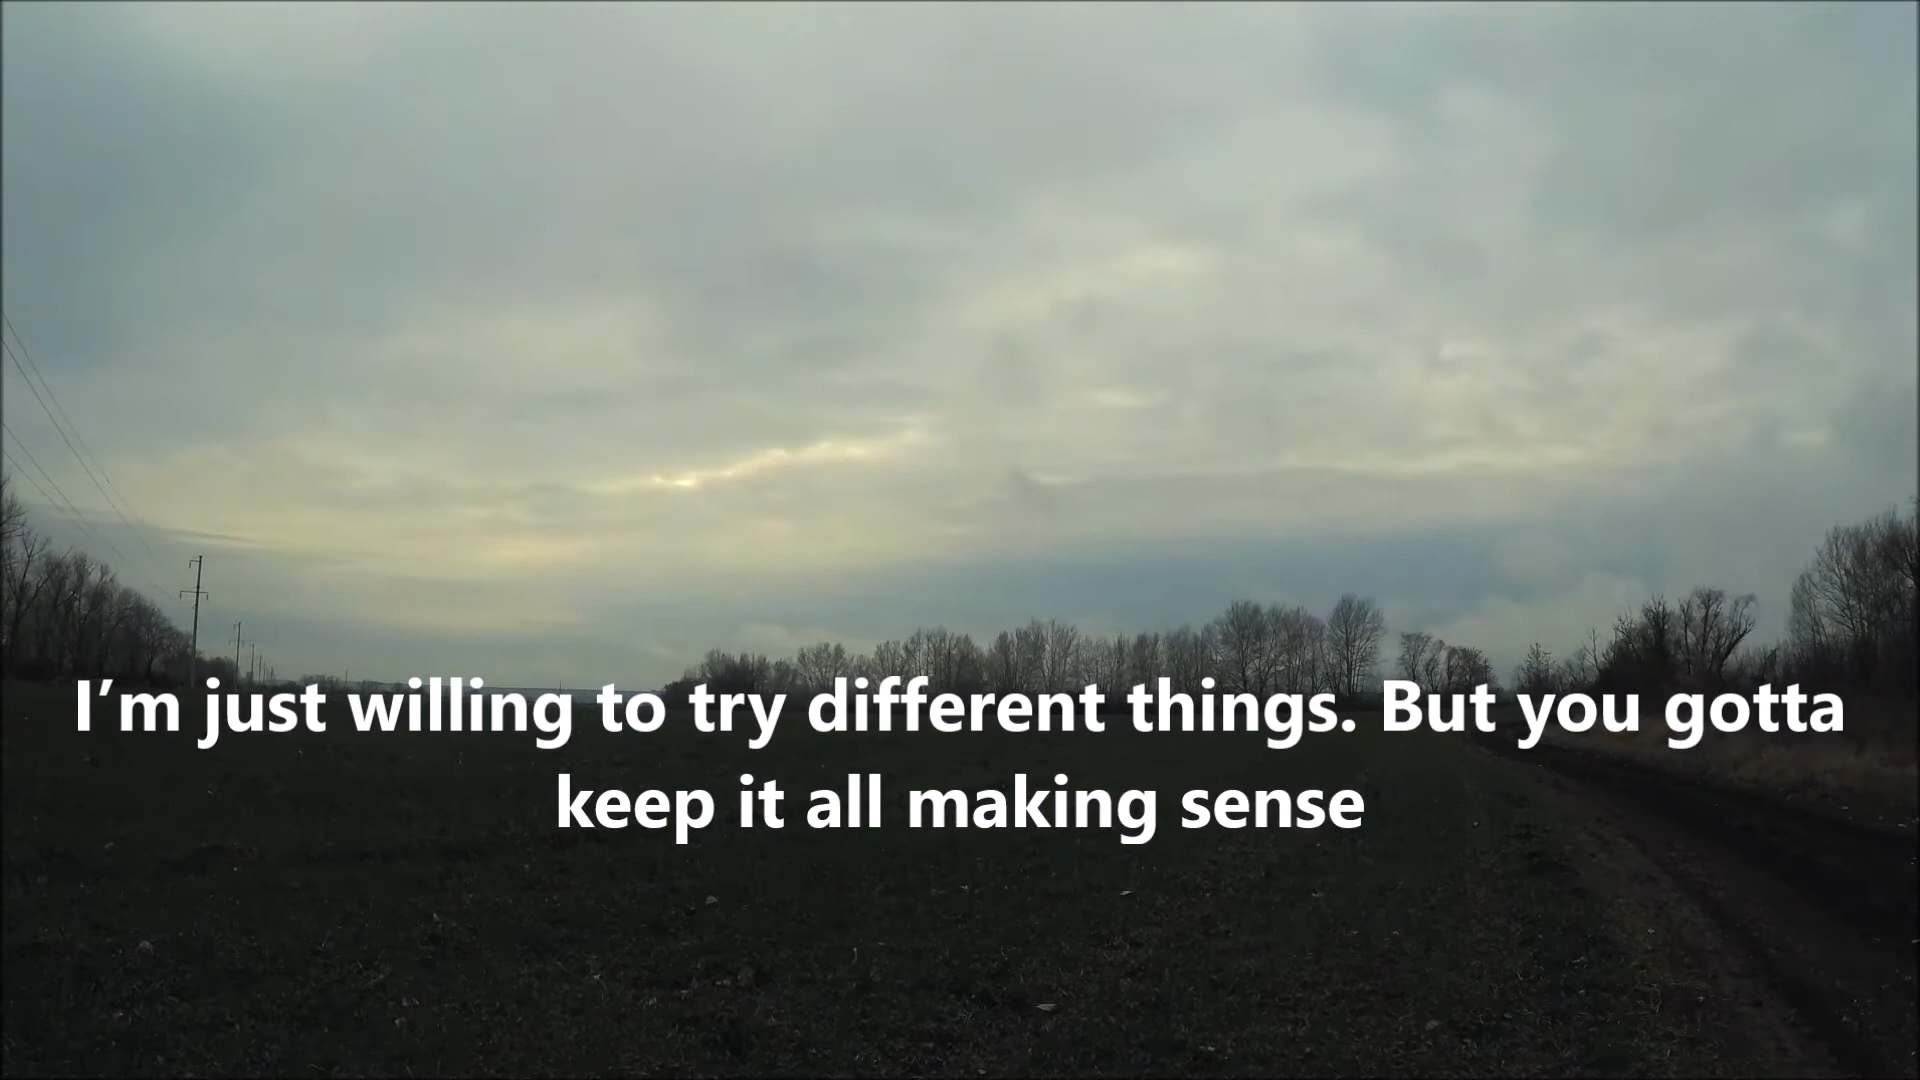 I’m just willing to try different things. But you gotta
keep it all making sense